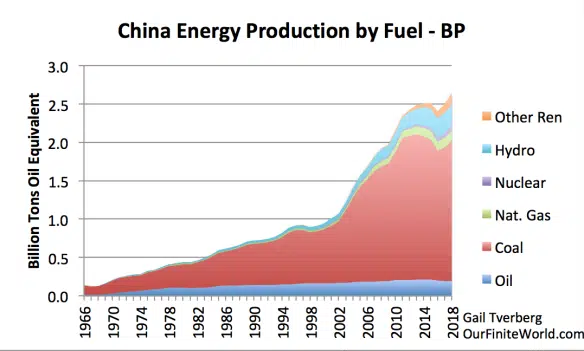 China Energy Production by Fuel - BP
Billion Tons Oil Equivalent
3.0
2.5
2.0
1.5
1.0
0.5
0.0
1966
1970
1974
1978
1982
1986
1990
1994
1998
2002
2006
2010
2014
2018
Other Ren
Hydro
Nuclear
Nat. Gas
Coal
Oil
Gail Tverberg
OurFiniteWorld.com